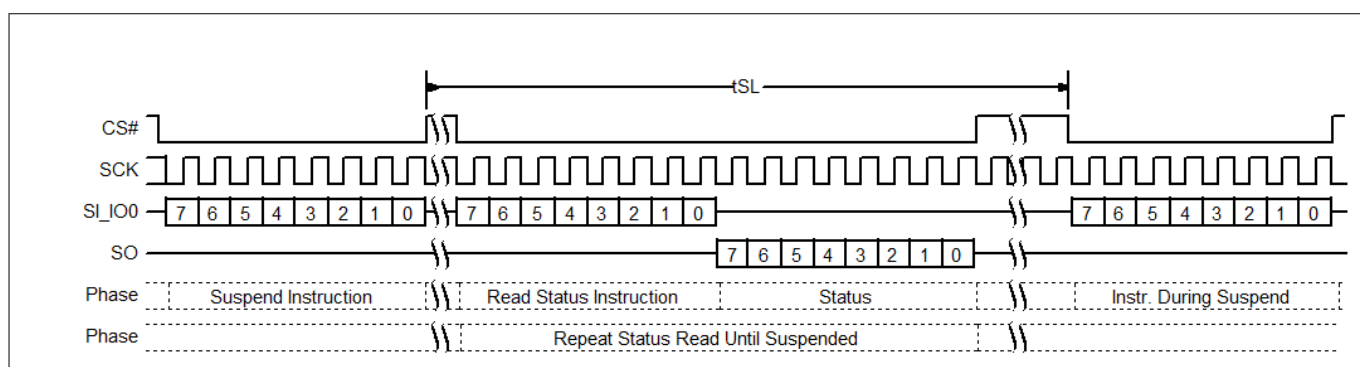 tSL
CS#
SCK
SI_IO0 7 6 5 4 3 2 1 0 7 6 5 4 3 2 1 0 7 6 5 4 3 2 1 0
SO 7 6 5 4 3 2 1 0
Phase Suspend Instruction Read Status Instruction Status Instr. During Suspend
Phase Repeat Status Read Until Suspended